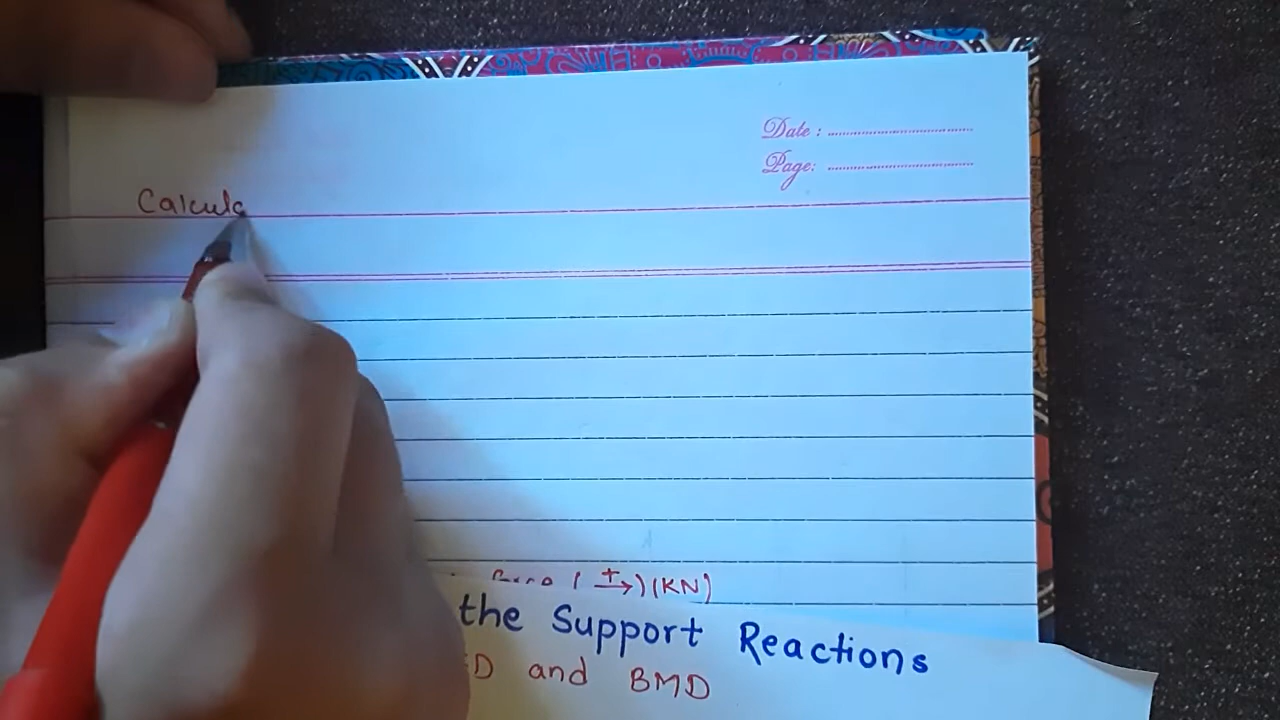 Date :
Page:
Calcula
(+→) (KN)
the Support Reactions
D and BMD